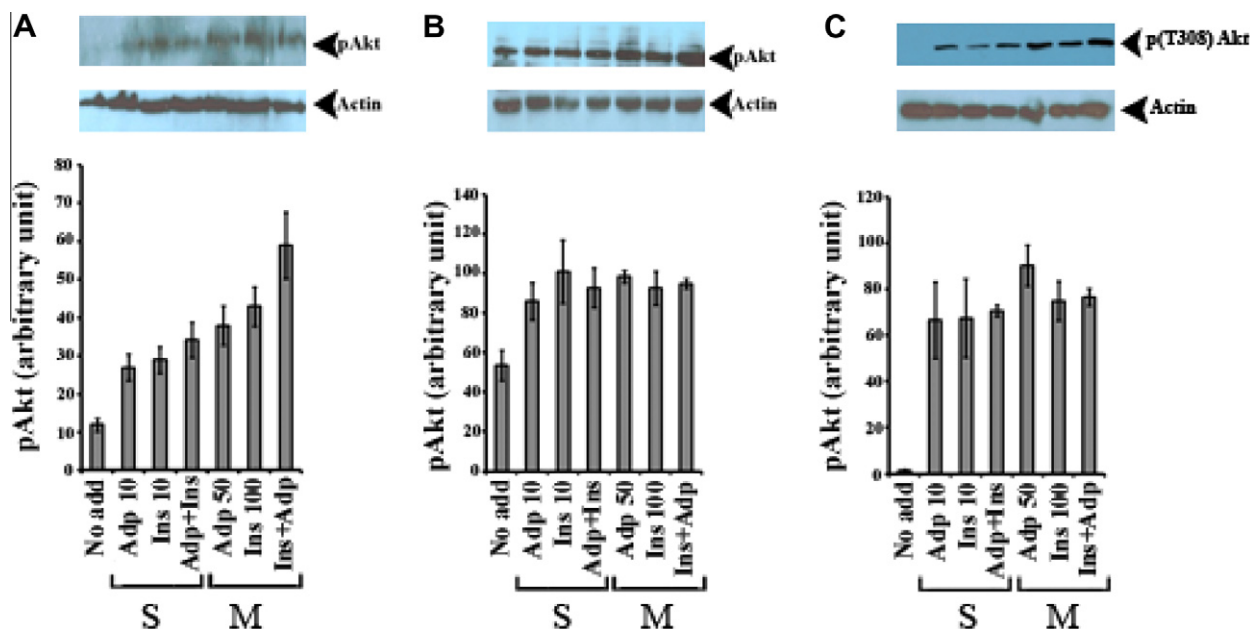 A
pAkt
Actin
pAkt (arbitrary unit)
80
70
60
50
40
30
20
10
0
No add
Adp 10
Ins 10
Adp+Ins
Adp 50
Ins 100
Ins+Adp
S
M
B
pAkt
Actin
pAkt (arbitrary unit)
140
120
100
80
60
40
20
0
No add
Adp 10
Ins 10
Adp+Ins
Adp 50
Ins 100
Ins+Adp
S
M
C
p(T308) Akt
Actin
pAkt (arbitrary unit)
120
100
80
60
40
20
0
No add
Adp 10
Ins 10
Adp+Ins
Adp 50
Ins 100
Ins+Adp
S
M